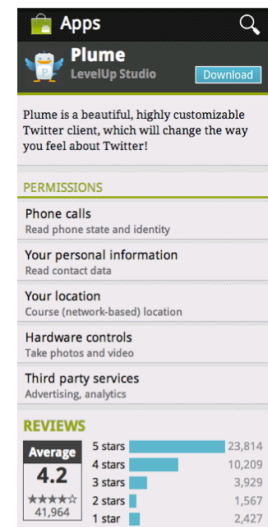 Apps
Plume
LevelUp Studio
Download
Plume is a beautiful, highly customizable
Twitter client, which will change the way
you feel about Twitter!
PERMISSIONS
Phone calls
Read phone state and identity
Your personal information
Read contact data
Your location
Course (network-based) location
Hardware controls
Take photos and video
Third party services
Advertising, analytics
REVIEWS
Average
4.2
41,964
5 stars 23,814
4 stars 10,209
3 stars 3,929
2 stars 1,567
1 star 2,427